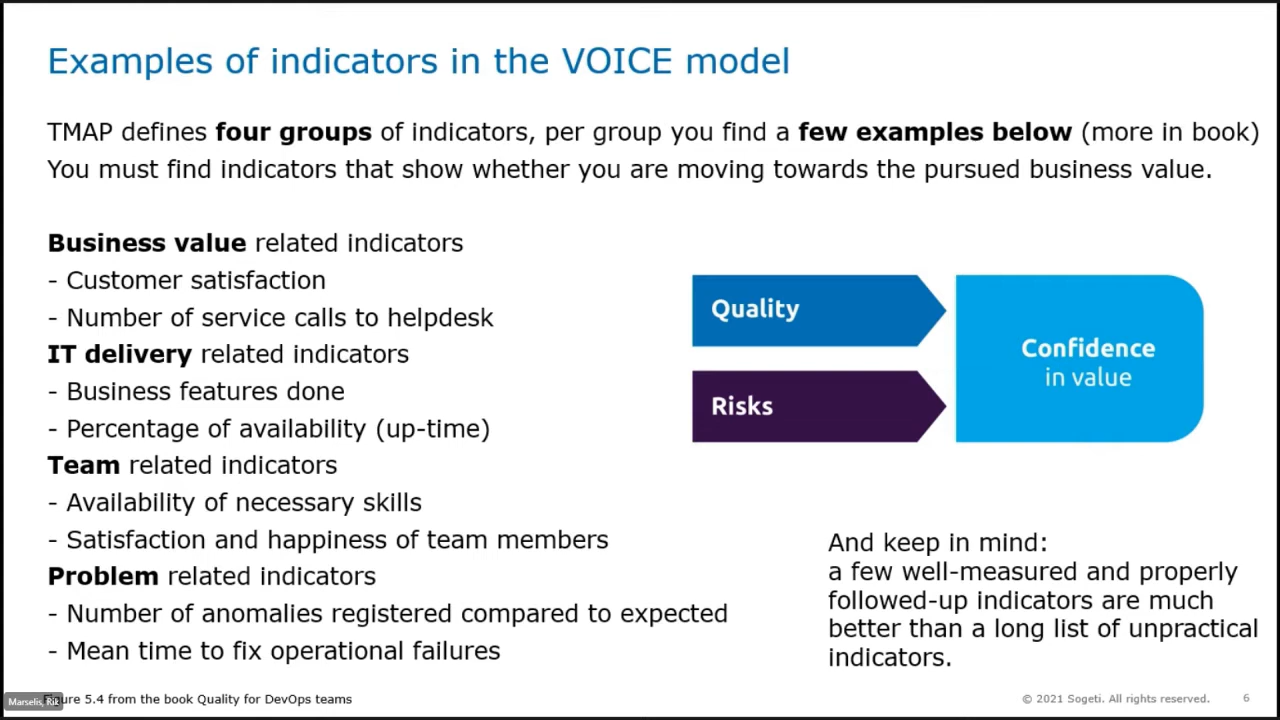 Examples of indicators in the VOICE model
TMAP defines four groups of indicators, per group you find a few examples below (more in book)
You must find indicators that show whether you are moving towards the pursued business value.
Business value related indicators
- Customer satisfaction
- Number of service calls to helpdesk
IT delivery related indicators
- Business features done
- Percentage of availability (up-time)
Team related indicators
- Availability of necessary skills
- Satisfaction and happiness of team members
Problem related indicators
- Number of anomalies registered compared to expected
- Mean time to fix operational failures
Quality
Risks
Confidence
in value
And keep in mind:
a few well-measured and properly
followed-up indicators are much
better than a long list of unpractical
indicators.
Marselis, Rik
Figure 5.4 from the book Quality for DevOps teams
© 2021 Sogeti. All rights reserved.
6